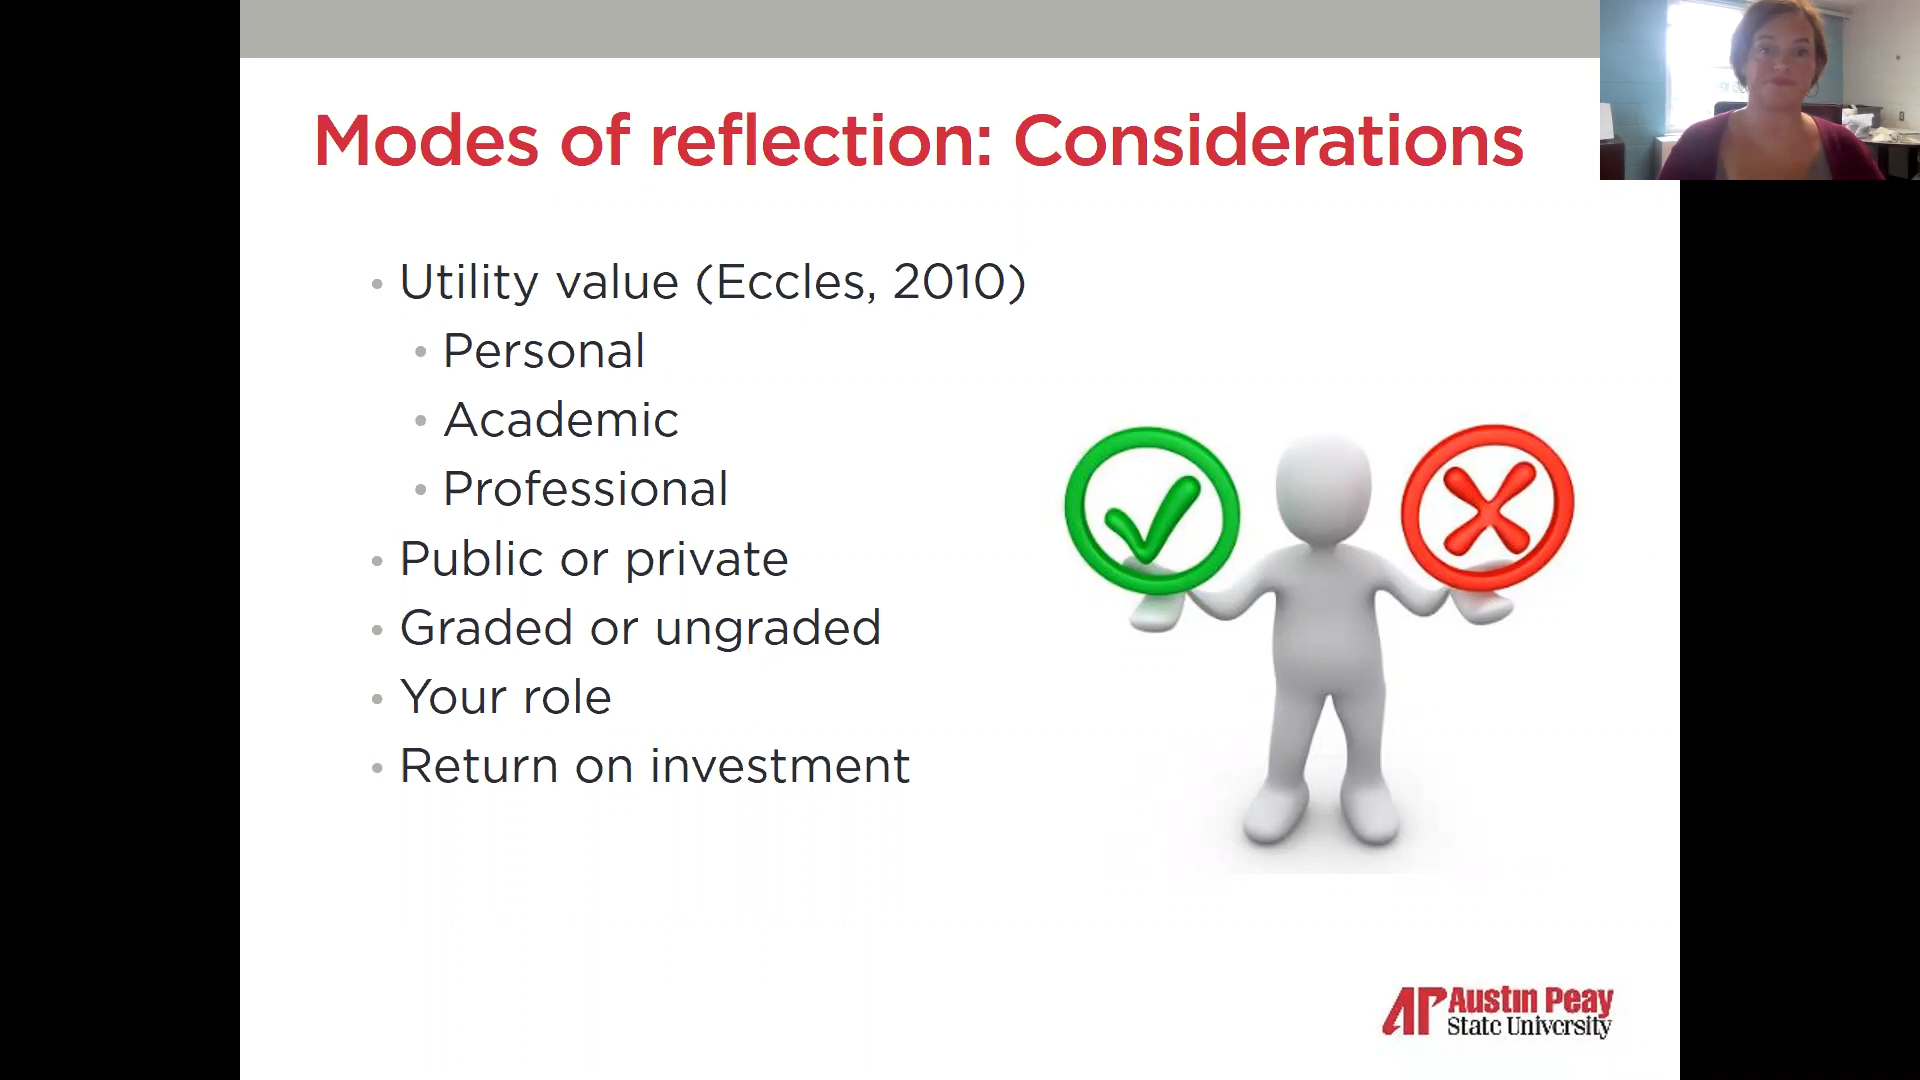 Modes of reflection: Considerations
• Utility value (Eccles, 2010)
• Personal
• Academic
• Professional
• Public or private
• Graded or ungraded
• Your role
• Return on investment
AP Austin Peay
State University